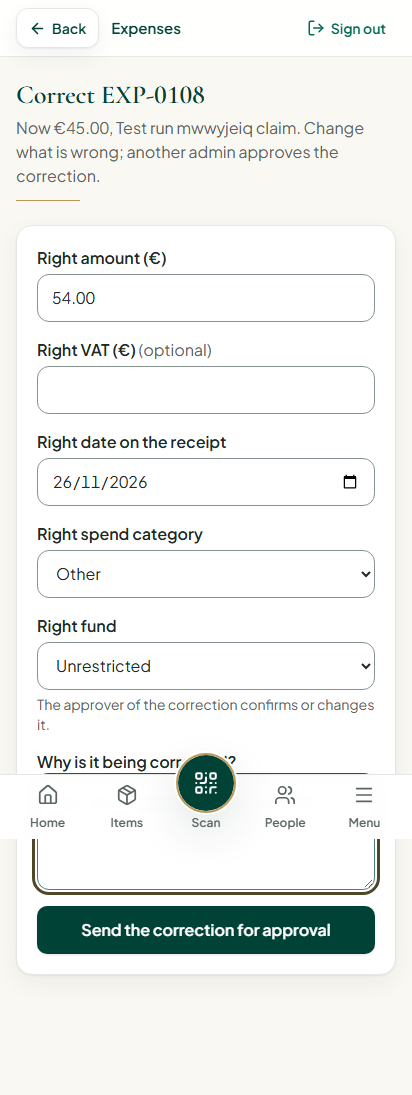 Back
Expenses
Sign out
Correct EXP-0108
Now €45.00, Test run mwwyjeiq claim. Change
what is wrong; another admin approves the
correction.
Right amount (€)
54.00
Right VAT (€) (optional)
Right date on the receipt
26/11/2026
Right spend category
Other
Right fund
Unrestricted
The approver of the correction confirms or changes
it.
Why is it being corr
?
Home
Items
Scan
People
Menu
Send the correction for approval